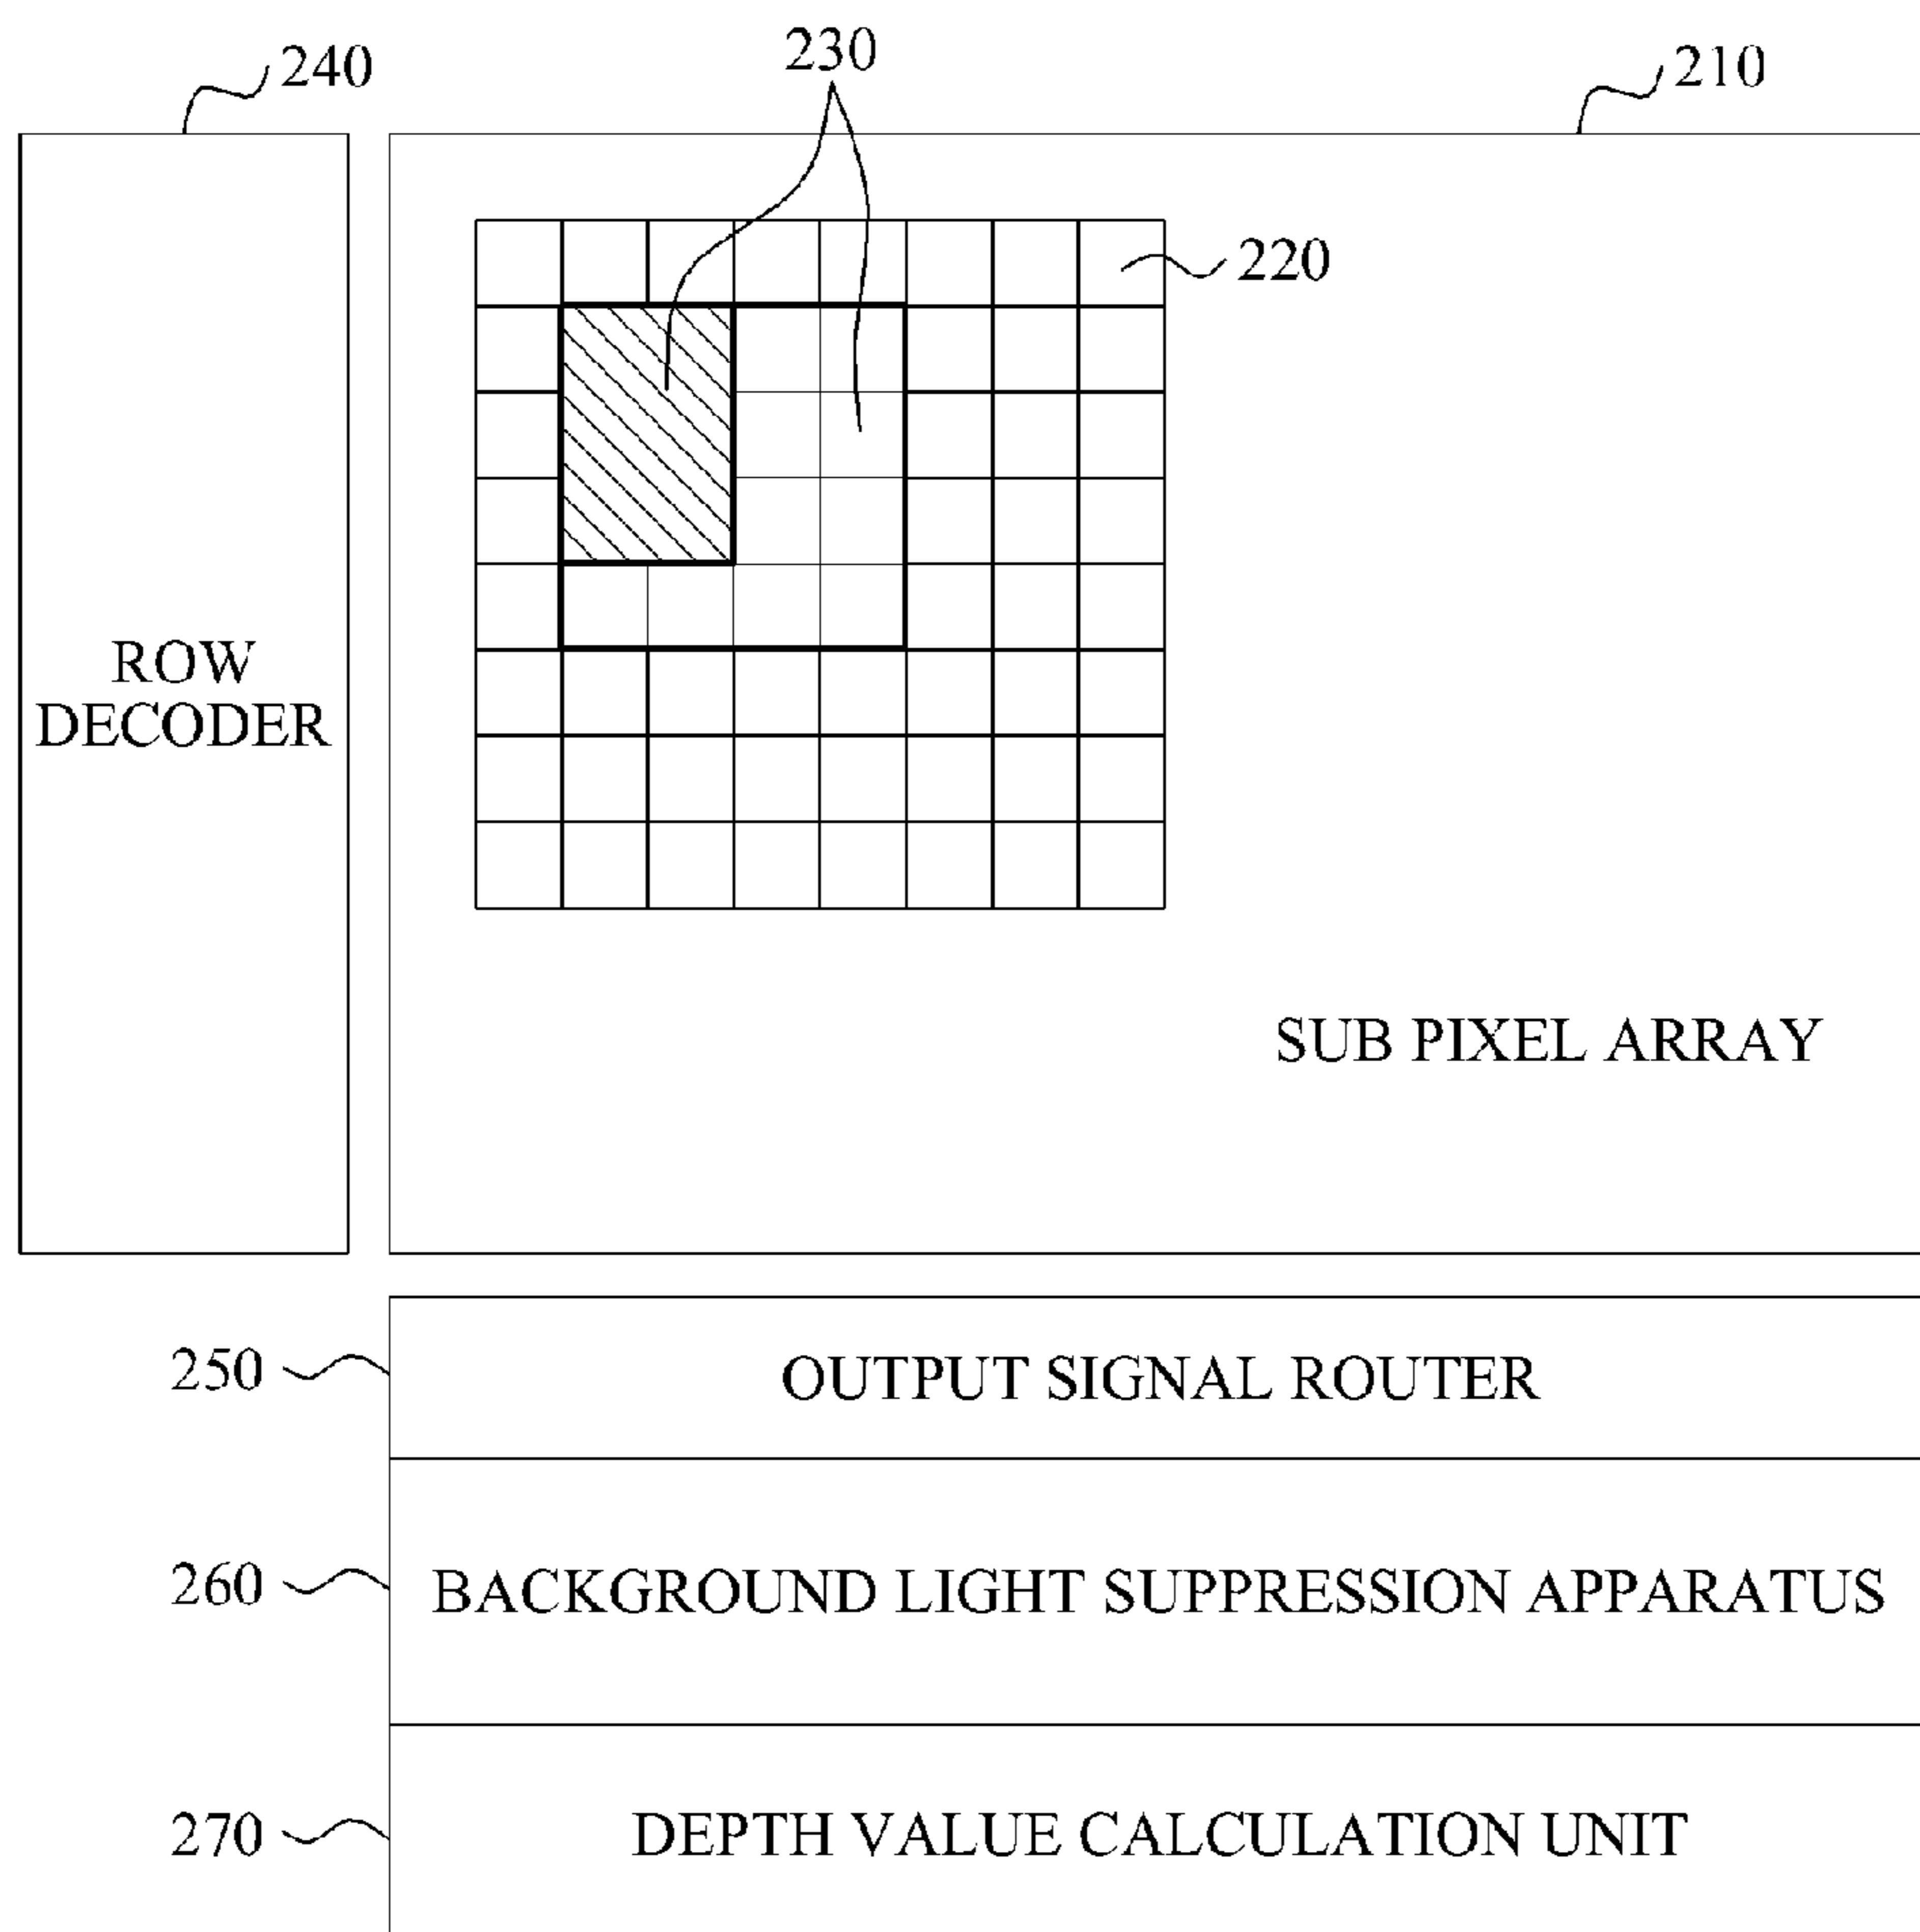 240
230
210
220
ROW
DECODER
SUB PIXEL ARRAY
250
OUTPUT SIGNAL ROUTER
260
BACKGROUND LIGHT SUPPRESSION APPARATUS
270
DEPTH VALUE CALCULATION UNIT